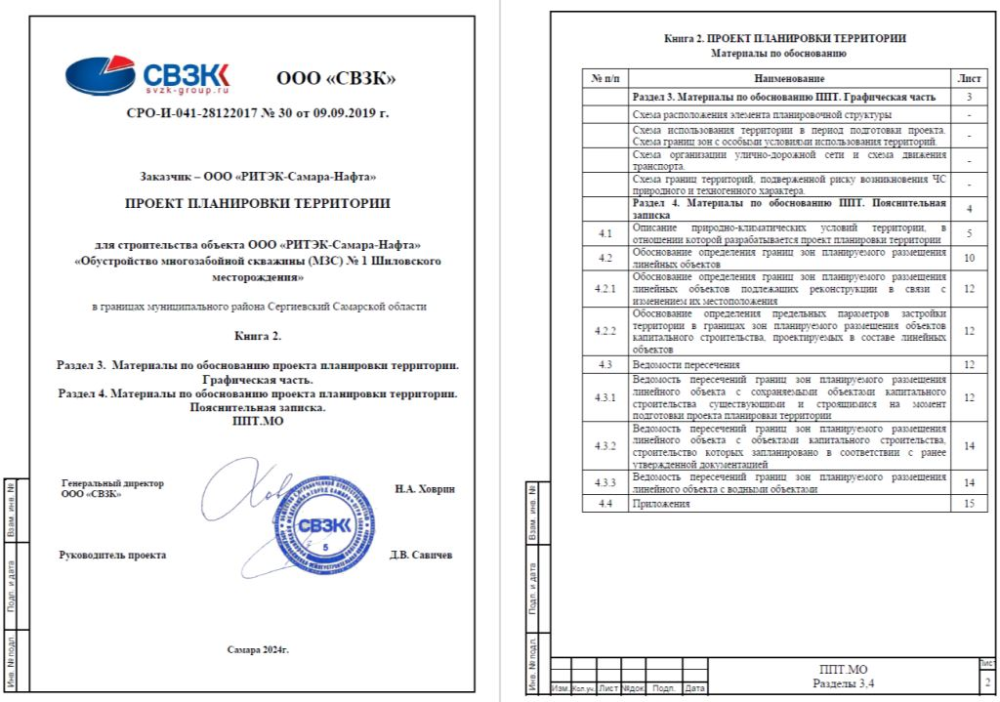 СВЗК
svzk-group.ru
ООО «СВЗК»
СРО-И-041-28122017 № 30 от 09.09.2019 г.
Заказчик – ООО «РИТЭК-Самара-Нафта»
ПРОЕКТ ПЛАНИРОВКИ ТЕРРИТОРИИ
для строительства объекта ООО «РИТЭК-Самара-Нафта»
«Обустройство многозабойной скважины (МЗС) № 1 Шиловского
месторождения»
в границах муниципального района Сергиевский Самарской области
Книга 2.
Раздел 3. Материалы по обоснованию проекта планировки территории.
Графическая часть.
Раздел 4. Материалы по обоснованию проекта планировки территории.
Пояснительная записка.
ППТ.МО
Генеральный директор
ООО «СВЗК»
Н.А. Ховрин
СВЗК
5
Руководитель проекта
Д.В. Савичев
Самара 2024г.
Взам. инв. №
Подп. и дата
Инв. № подл.
Книга 2. ПРОЕКТ ПЛАНИРОВКИ ТЕРРИТОРИИ
Материалы по обоснованию
№ п/п Наименование Лист
Раздел 3. Материалы по обоснованию ППТ. Графическая часть 3
Схема расположения элемента планировочной структуры -
Схема использования территории в период подготовки проекта.
Схема границ зон с особыми условиями использования территорий. -
Схема организации улично-дорожной сети и схема движения
транспорта. -
Схема границ территорий, подверженной риску возникновения ЧС
природного и техногенного характера. -
Раздел 4. Материалы по обоснованию ППТ. Пояснительная
записка 4
4.1 Описание природно-климатических условий территории, в
отношении которой разрабатывается проект планировки территории 5
4.2 Обоснование определения границ зон планируемого размещения
линейных объектов 10
4.2.1 Обоснование определения границ зон планируемого размещения
линейных объектов подлежащих реконструкции в связи с
изменением их местоположения 12
4.2.2 Обоснование определения предельных параметров застройки
территории в границах зон планируемого размещения объектов
капитального строительства, проектируемых в составе линейных
объектов 12
4.3 Ведомости пересечения 12
4.3.1 Ведомость пересечений границ зон планируемого размещения
линейного объекта с сохраняемыми объектами капитального
строительства существующими и строящимися на момент
подготовки проекта планировки территории 12
4.3.2 Ведомость пересечений границ зон планируемого размещения
линейного объекта с объектами капитального строительства,
строительство которых запланировано в соответствии с ранее
утвержденной документацией 14
4.3.3 Ведомость пересечений границ зон планируемого размещения
линейного объекта с водными объектами 14
4.4 Приложения 15
Взам. инв. №
Подп. и дата
Инв. № подл.
Изм. Кол.уч. Лист №док. Подп. Дата
ППТ.МО
Разделы 3,4
Лист
2